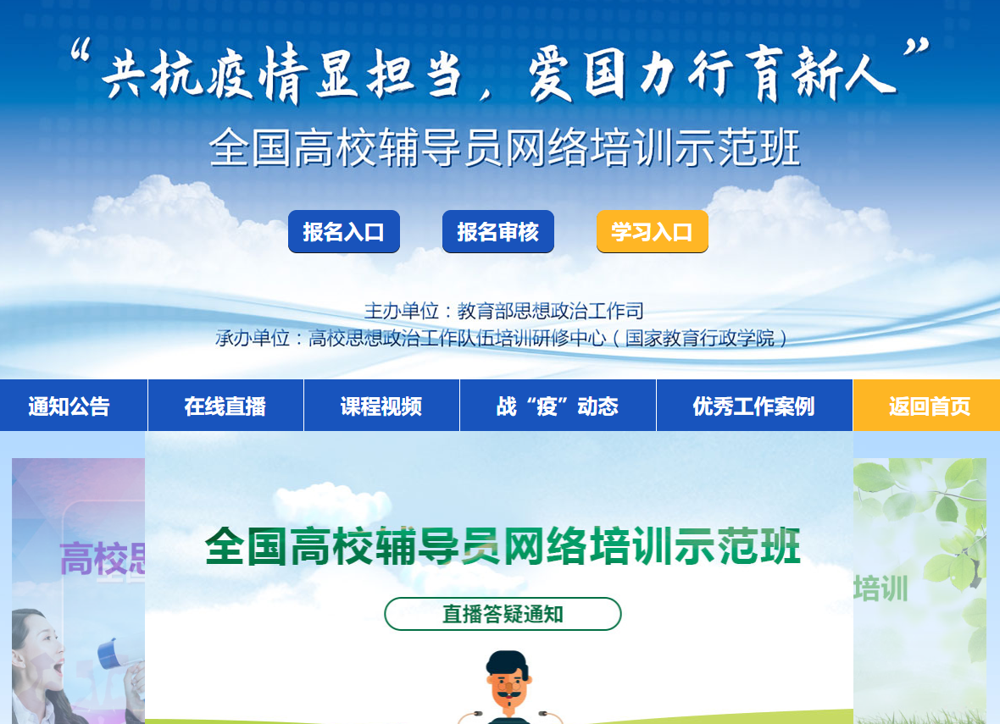 “共抗疫情显担当，爱国力行育新人”
全国高校辅导员网络培训示范班
报名入口 报名审核 学习入口
主办单位：教育部思想政治工作司
承办单位：高校思想政治工作队伍培训研修中心（国家教育行政学院）
通知公告 在线直播 课程视频 战“疫”动态 优秀工作案例 返回首页
全国高校辅导员网络培训示范班
高校思
培训
直播答疑通知